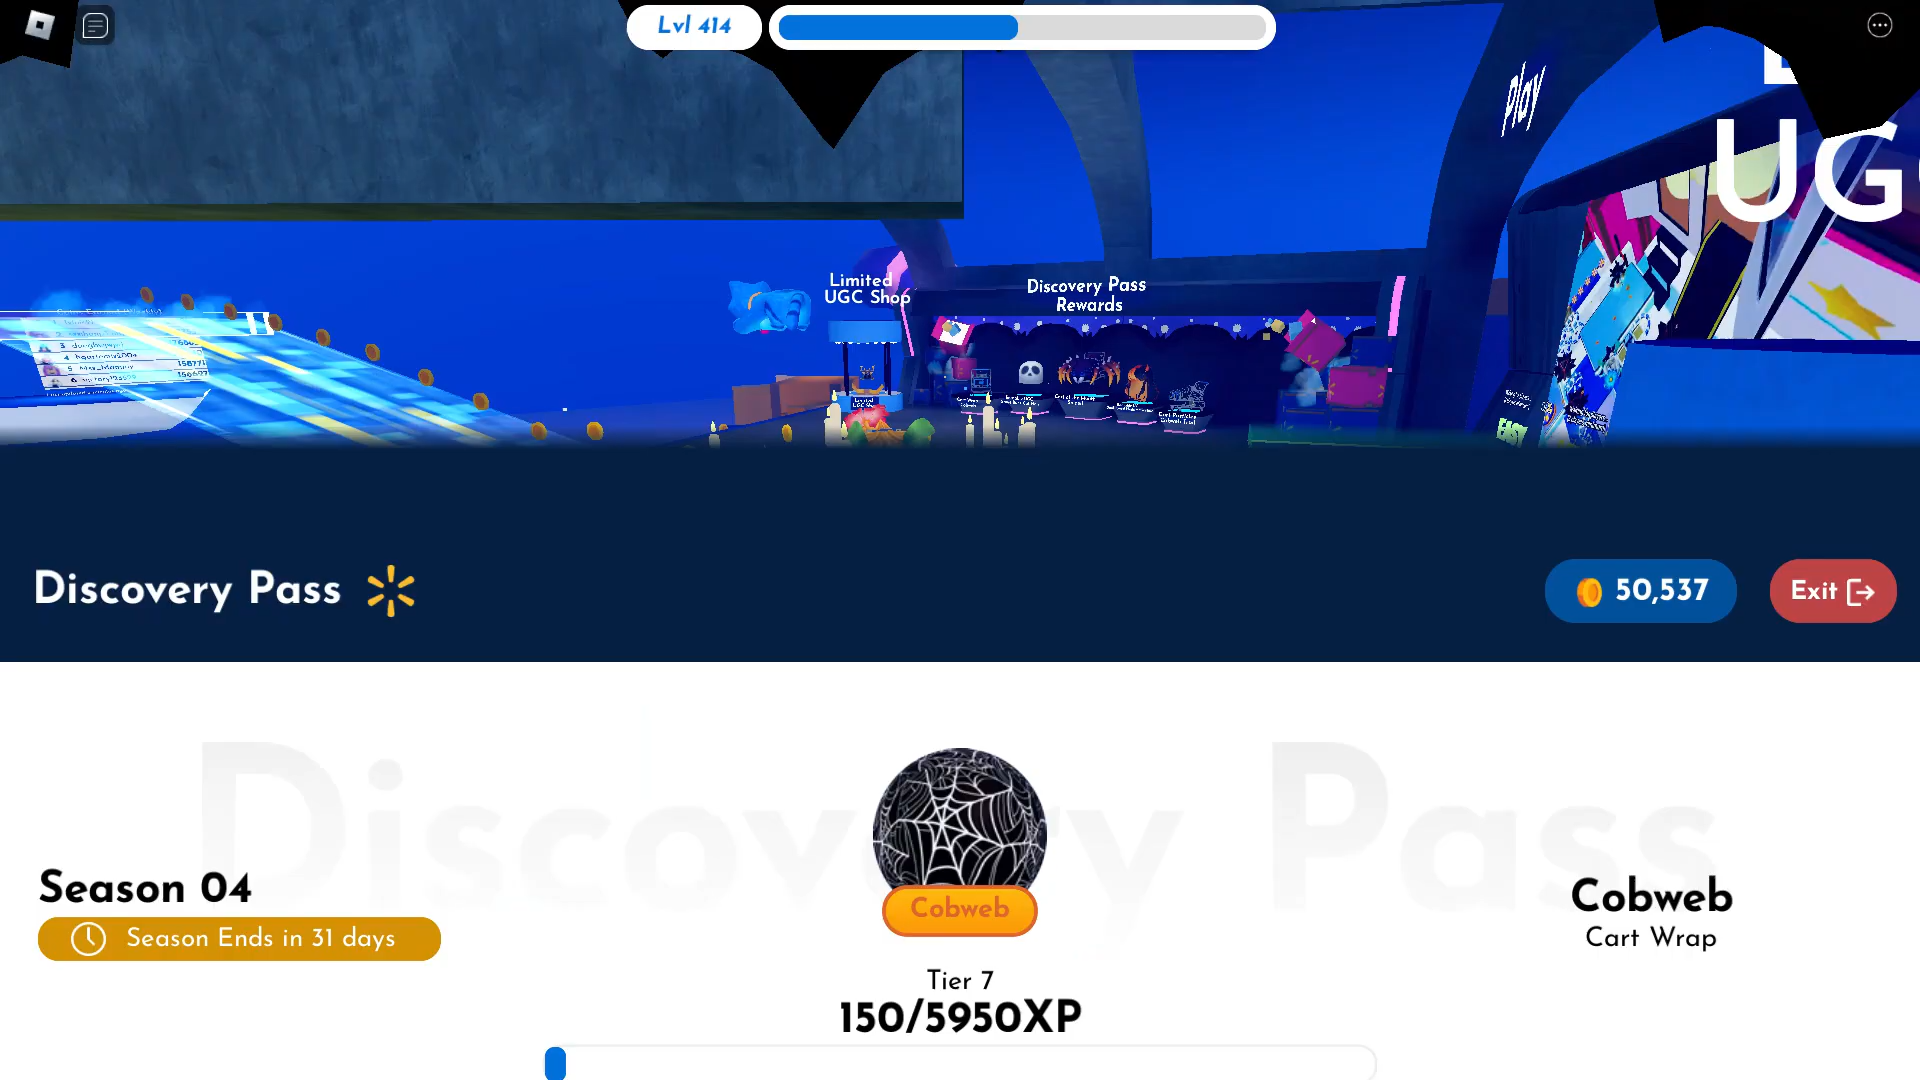 Lvl 414
Play
UG
Limited
UGC Shop
Discovery Pass
Rewards
EASY
Discovery Pass
50,537
Exit
Discovery Pass
Cobweb
Season 04
Season Ends in 31 days
Cobweb
Cart Wrap
Tier 7
150/5950XP